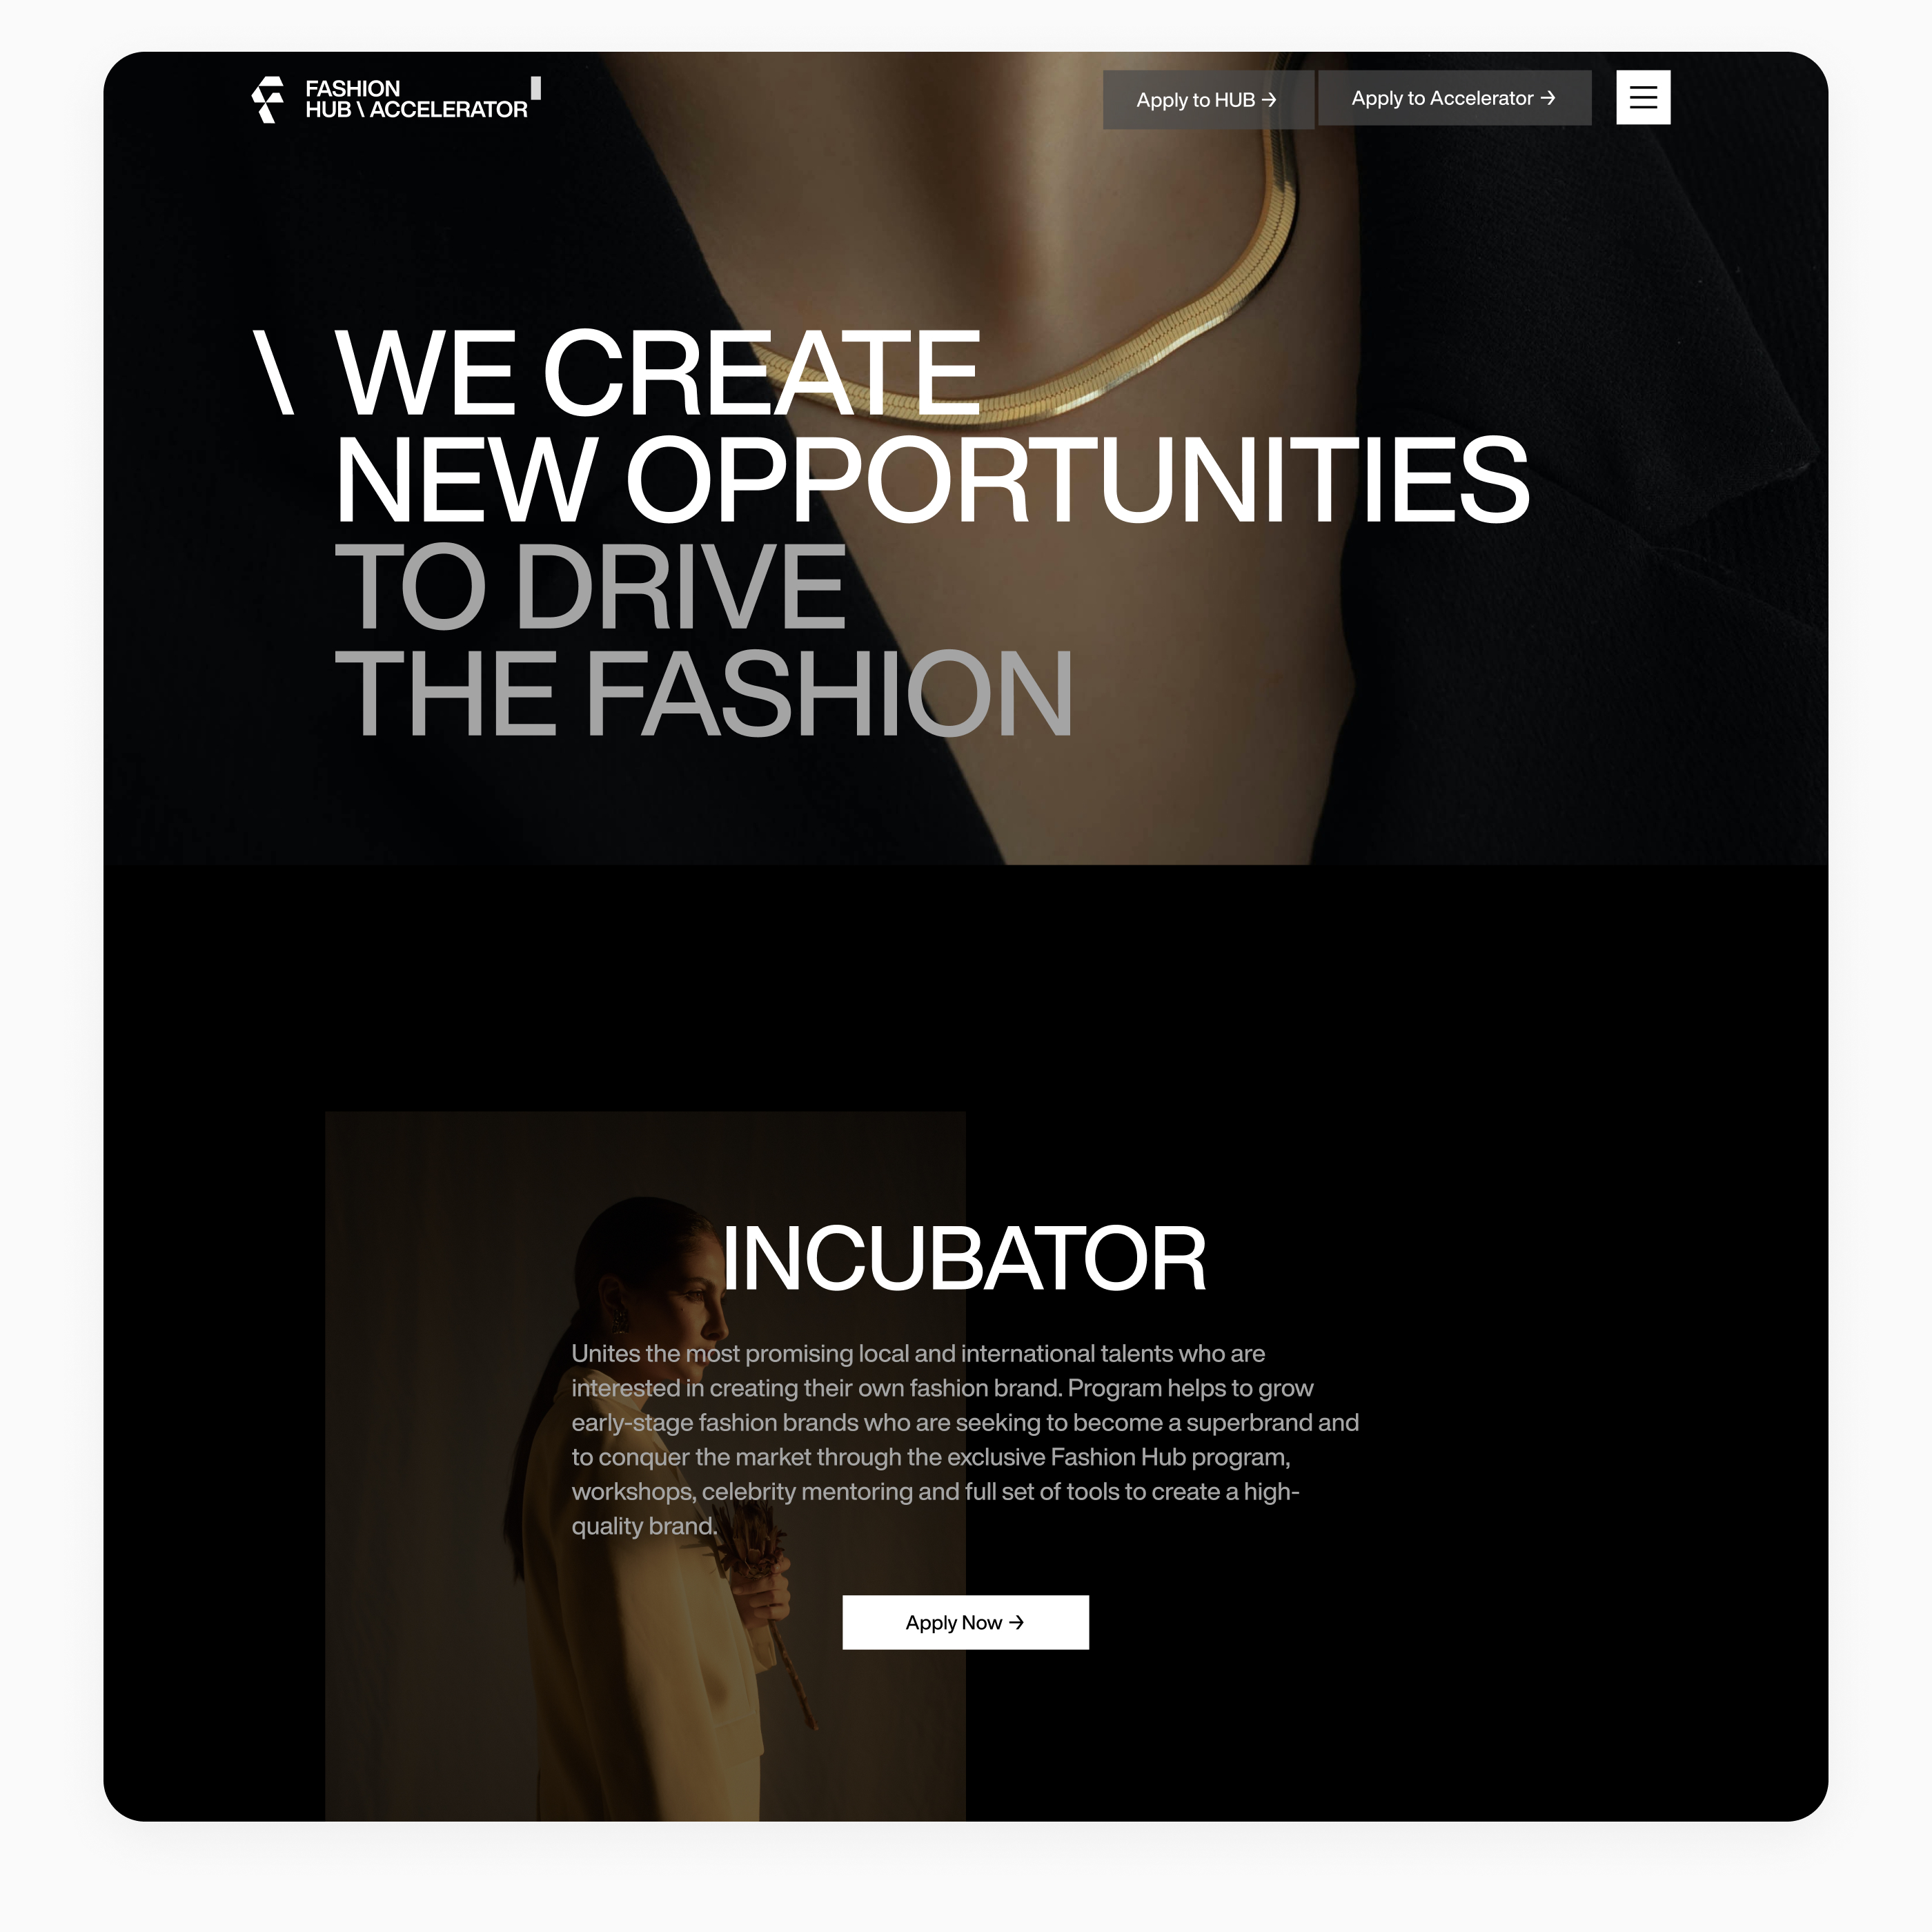 FASHION
HUB \ ACCELERATOR
Apply to HUB →
Apply to Accelerator →
\ WE CREATE
NEW OPPORTUNITIES
TO DRIVE
THE FASHION
INCUBATOR
Unites the most promising local and international talents who are
interested in creating their own fashion brand. Program helps to grow
early-stage fashion brands who are seeking to become a superbrand and
to conquer the market through the exclusive Fashion Hub program,
workshops, celebrity mentoring and full set of tools to create a high-
quality brand.
Apply Now →